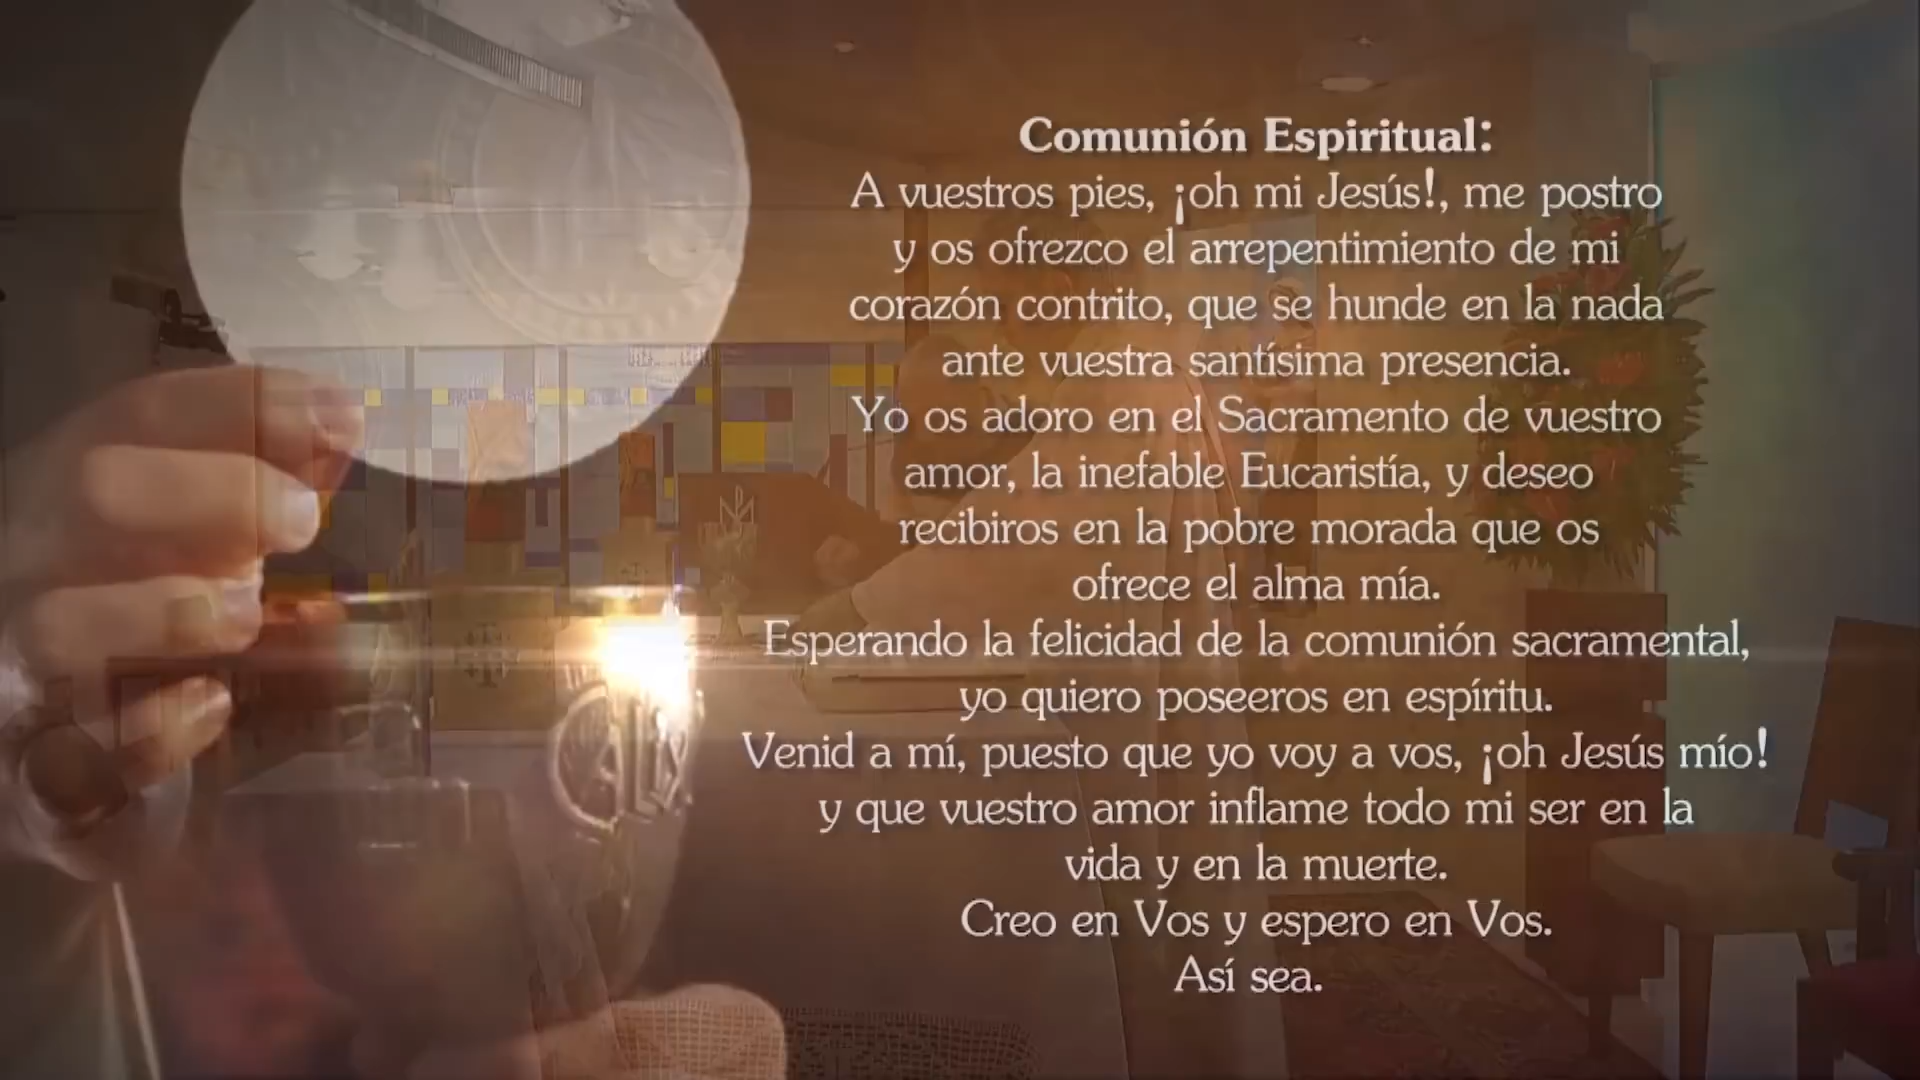 Comunión Espiritual:
A vuestros pies, ¡oh mi Jesús!, me postro
y os ofrezco el arrepentimiento de mi
corazón contrito, que se hunde en la nada
ante vuestra santísima presencia.
Yo os adoro en el Sacramento de vuestro
amor, la inefable Eucaristía, y deseo
recibiros en la pobre morada que os
ofrece el alma mía.
Esperando la felicidad de la comunión sacramental,
yo quiero poseeros en espíritu.
Venid a mí, puesto que yo voy a vos, ¡oh Jesús mío!
y que vuestro amor inflame todo mi ser en la
vida y en la muerte.
Creo en Vos y espero en Vos.
Así sea.